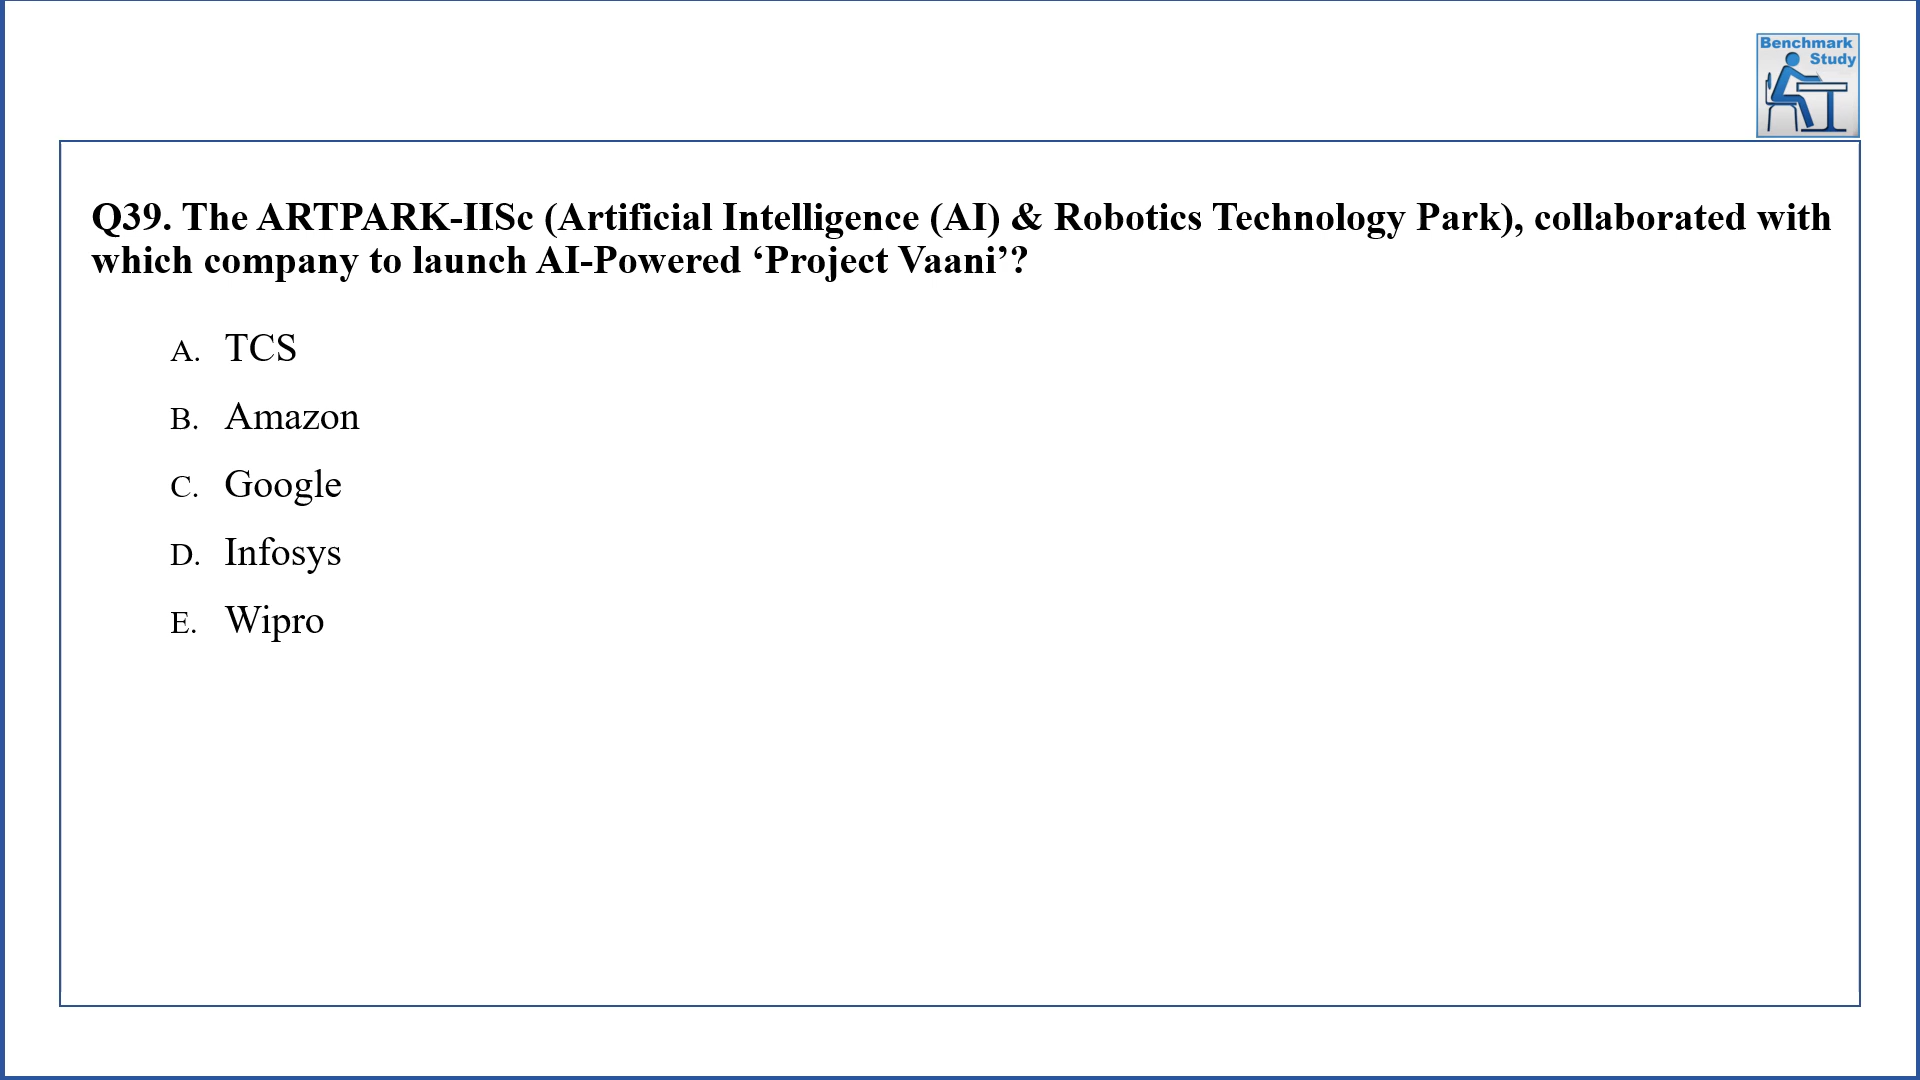 Benchmark
Study
Q39. The ARTPARK-IISc (Artificial Intelligence (AI) & Robotics Technology Park), collaborated with
which company to launch AI-Powered ‘Project Vaani’?
A. TCS
B. Amazon
C. Google
D. Infosys
E. Wipro